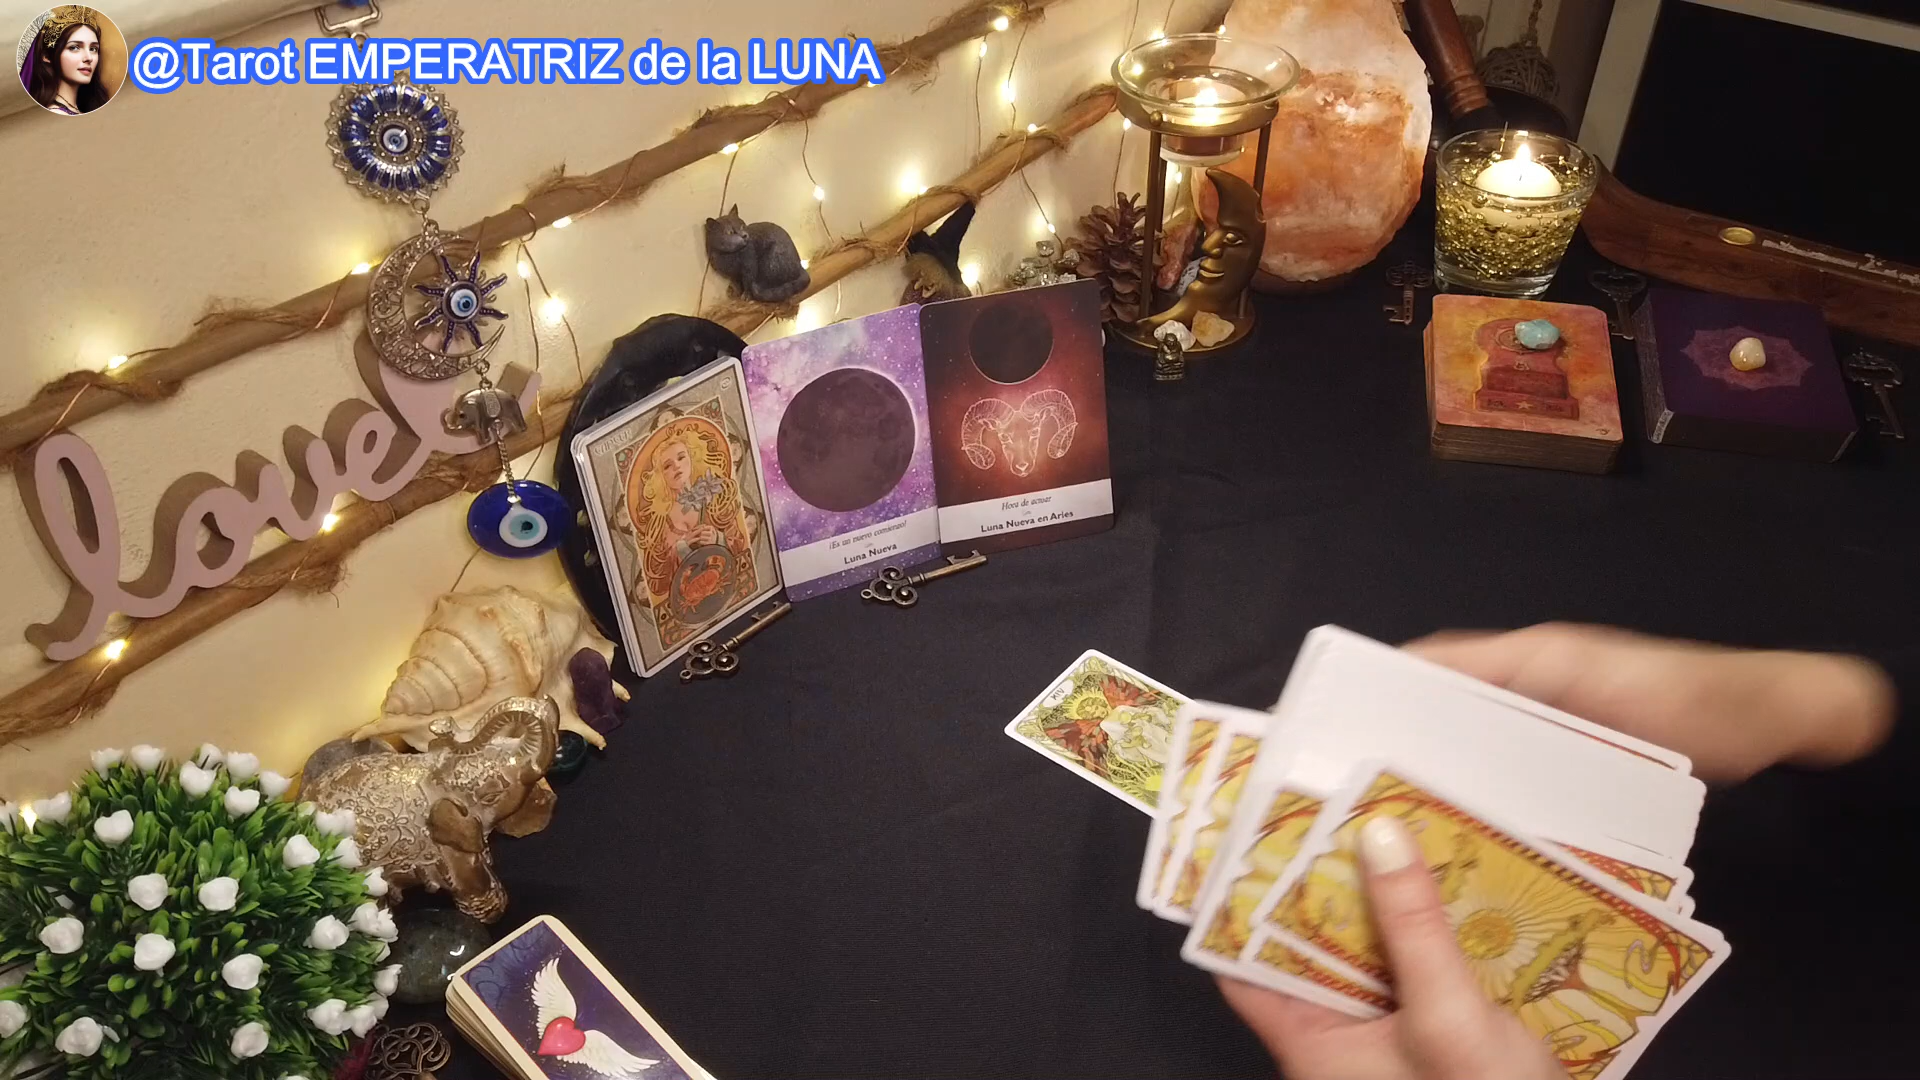 @Tarot EMPERATRIZ de la LUNA
love
¡Es un nuevo comienzo!
Luna Nueva
Hora de actuar
Luna Nueva en Aries
XIV